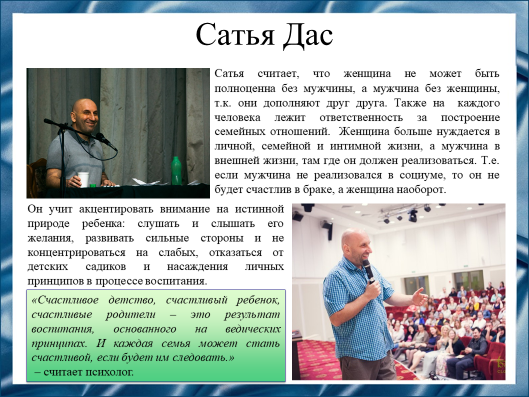 Сатья Дас
Сатья считает, что женщина не может быть
полноценна без мужчины, а мужчина без женщины,
т.к. они дополняют друг друга. Также на каждого
человека лежит ответственность за построение
семейных отношений. Женщина больше нуждается в
личной, семейной и интимной жизни, а мужчина в
внешней жизни, там где он должен реализоваться. Т.е.
если мужчина не реализовался в социуме, то он не
будет счастлив в браке, а женщина наоборот.
Он учит акцентировать внимание на истинной
природе ребенка: слушать и слышать его
желания, развивать сильные стороны и не
концентрироваться на слабых, отказаться от
детских садиков и насаждения личных
принципов в процессе воспитания.
«Счастливое детство, счастливый ребенок,
счастливые родители – это результат
воспитания, основанного на ведических
принципах. И каждая семья может стать
счастливой, если будет им следовать.»
– считает психолог.